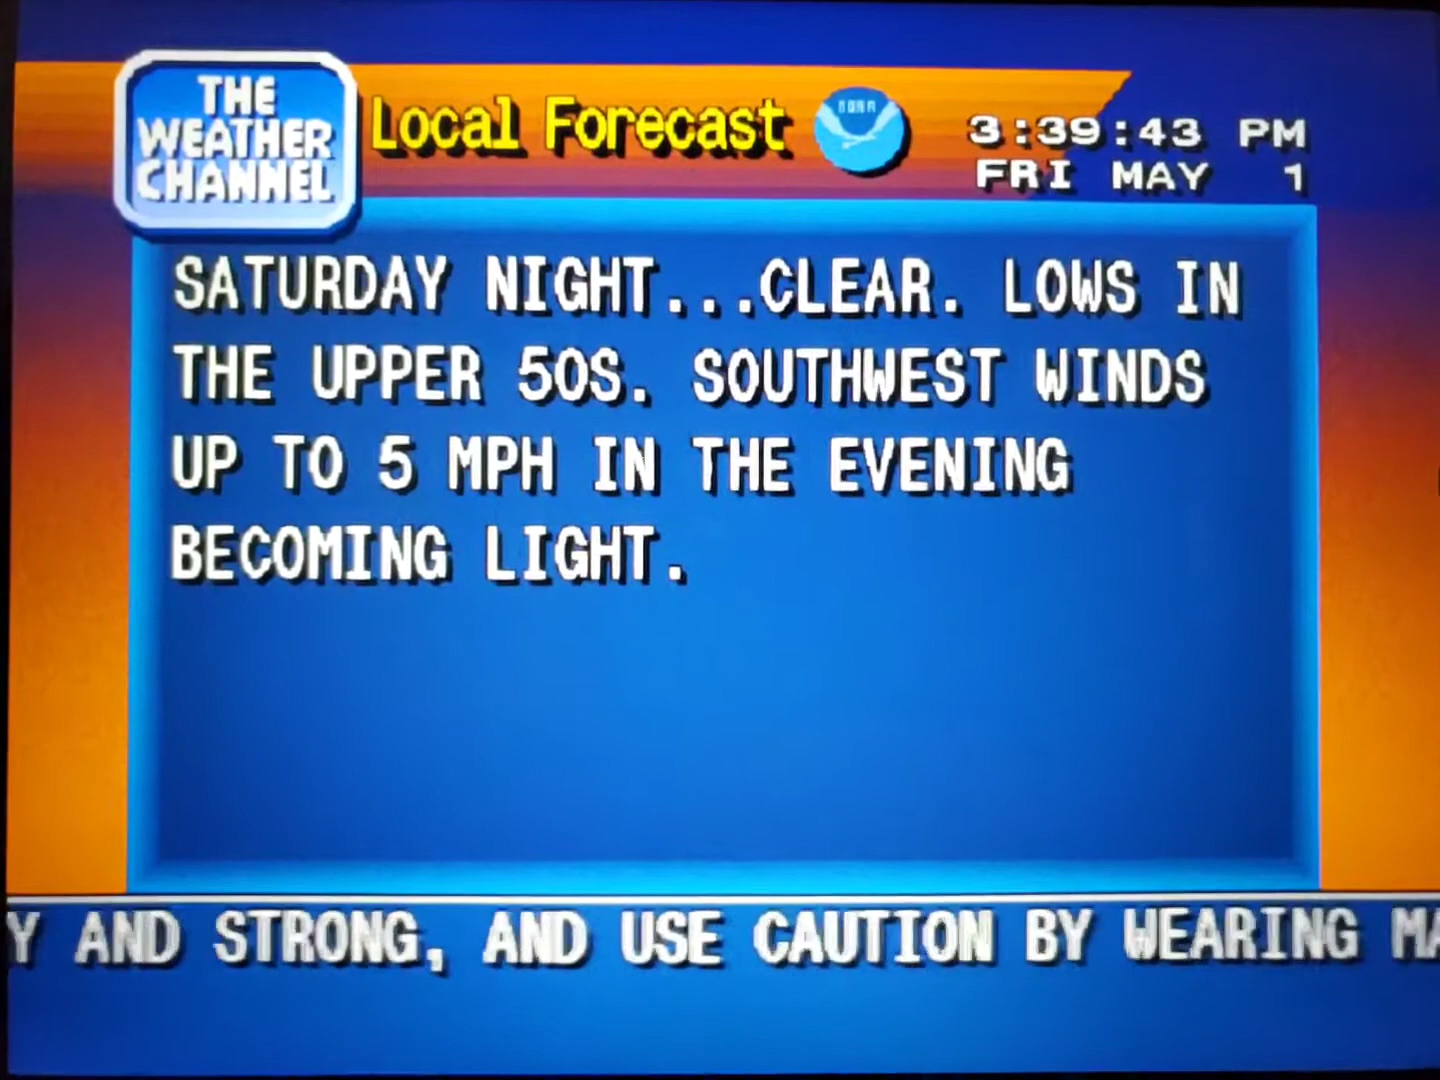 THE
WEATHER
CHANNEL
Local Forecast
NOAA
3:39:43 PM
FRI MAY 1
SATURDAY NIGHT...CLEAR. LOWS IN
THE UPPER 50S. SOUTHWEST WINDS
UP TO 5 MPH IN THE EVENING
BECOMING LIGHT.
Y AND STRONG, AND USE CAUTION BY WEARING MA